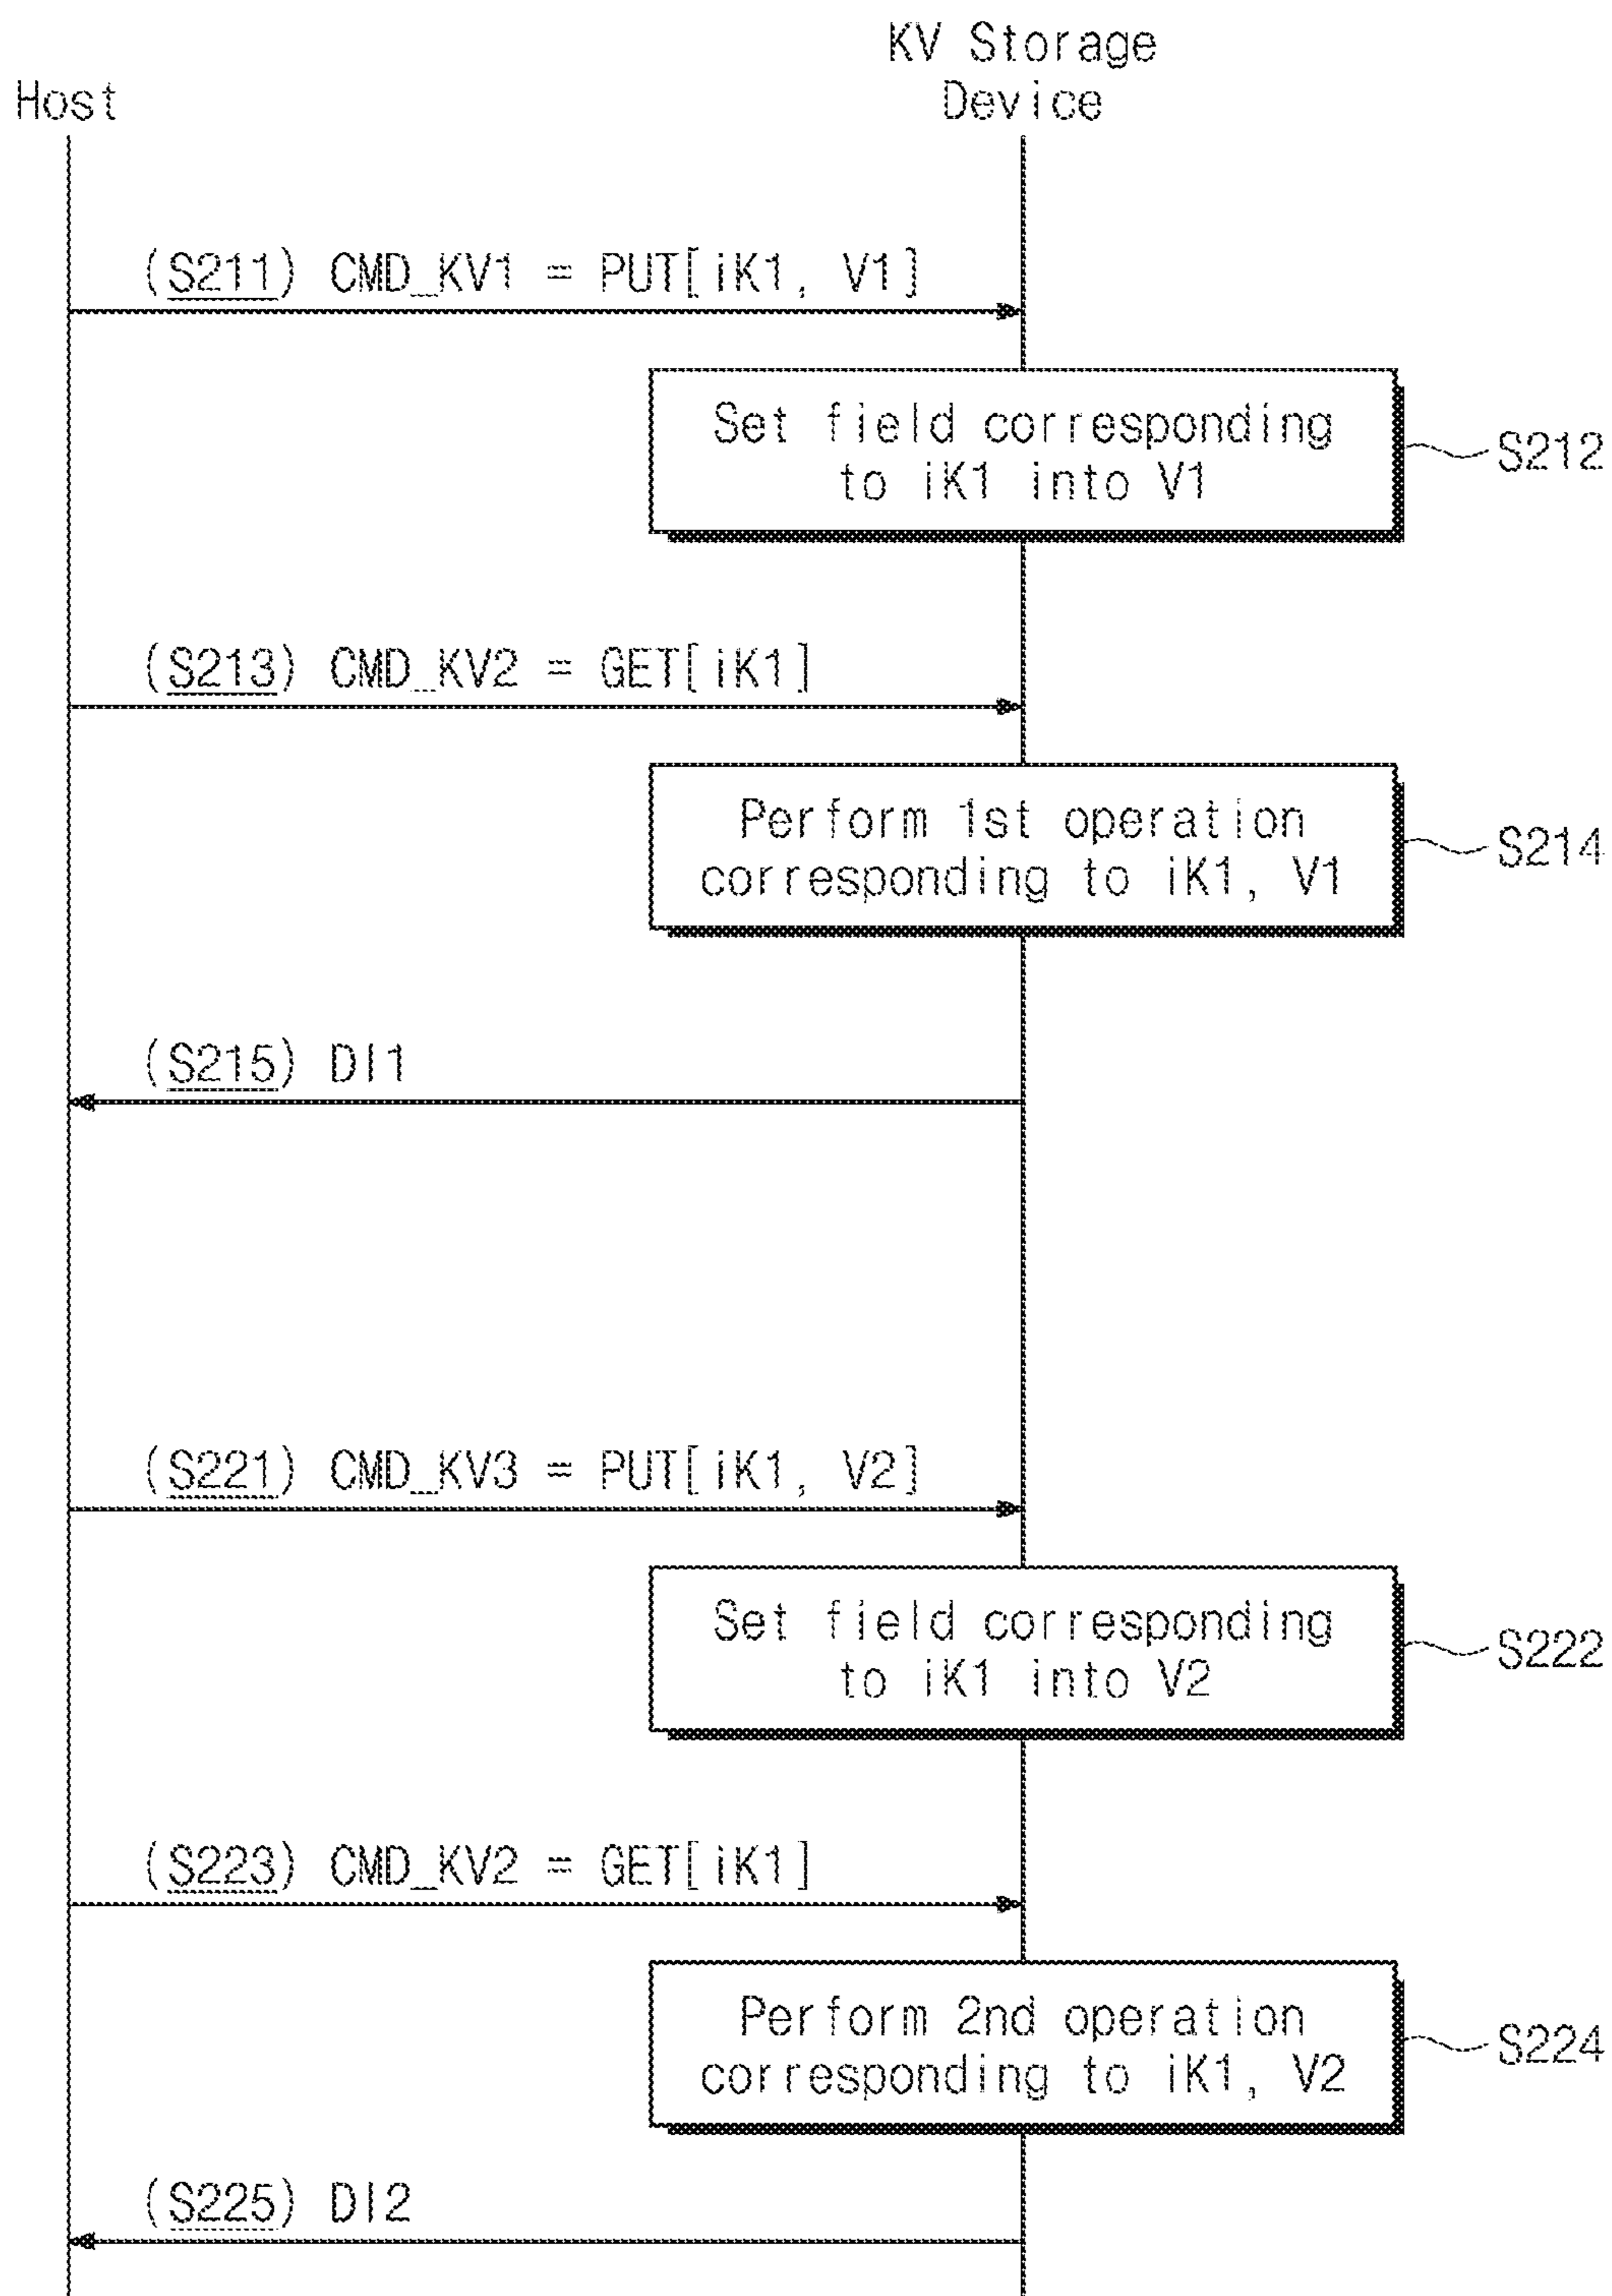 Host
KV Storage
Device
(S211) CMD_KV1 = PUT[iK1, V1]
Set field corresponding
to iK1 into V1
S212
(S213) CMD_KV2 = GET[iK1]
Perform 1st operation
corresponding to iK1, V1
S214
(S215) DI1
(S221) CMD_KV3 = PUT[iK1, V2]
Set field corresponding
to iK1 into V2
S222
(S223) CMD_KV2 = GET[iK1]
Perform 2nd operation
corresponding to iK1, V2
S224
(S225) DI2